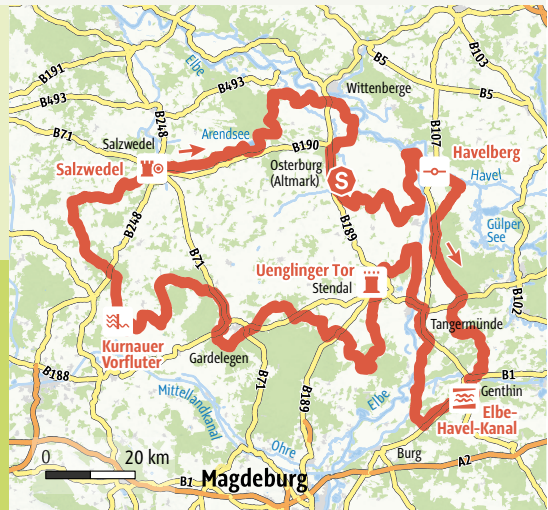 B191
Elbe
B5
B103
B493
B493
Wittenberge
B5
B248
B107
B71
Salzwedel
Arendsee
B190
Salzwedel
Osterburg
(Altmark)
S
Havelberg
Havel
B248
B189
Gülper
See
B71
Uenglinger Tor
Stendal
B102
Tangermünde
Kurnauer
Vorfluter
Gardelegen
B188
B71
B189
B1
Mittellandkanal
Elbe
Genthin
Elbe-
Havel-Kanal
Ohre
Burg
0 20 km
A2
B1
Magdeburg